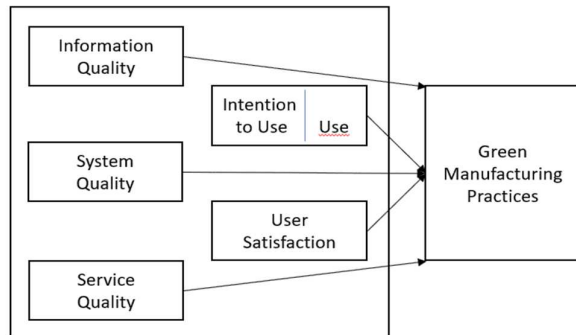 Information
Quality
Intention
to Use
Use
System
Quality
Green
Manufacturing
Practices
User
Satisfaction
Service
Quality